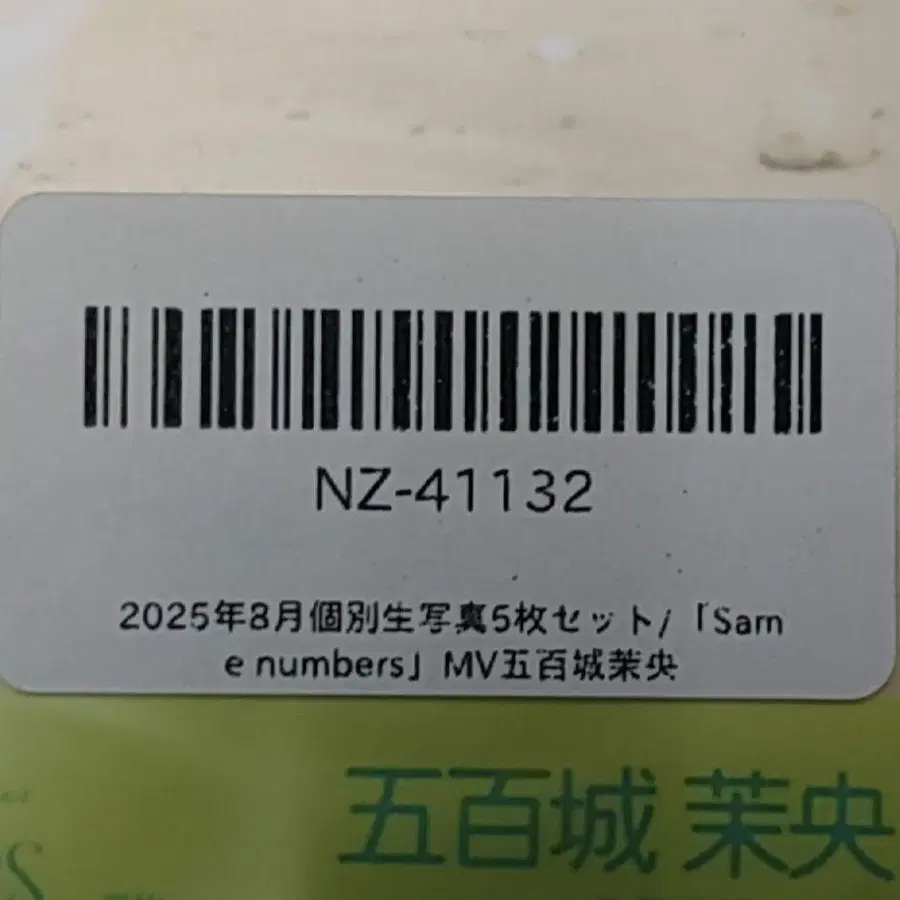 NZ-41132
2025年8月個別生写真5枚セット/「Sam
e numbers」MV五百城茉央
五百城 茉央